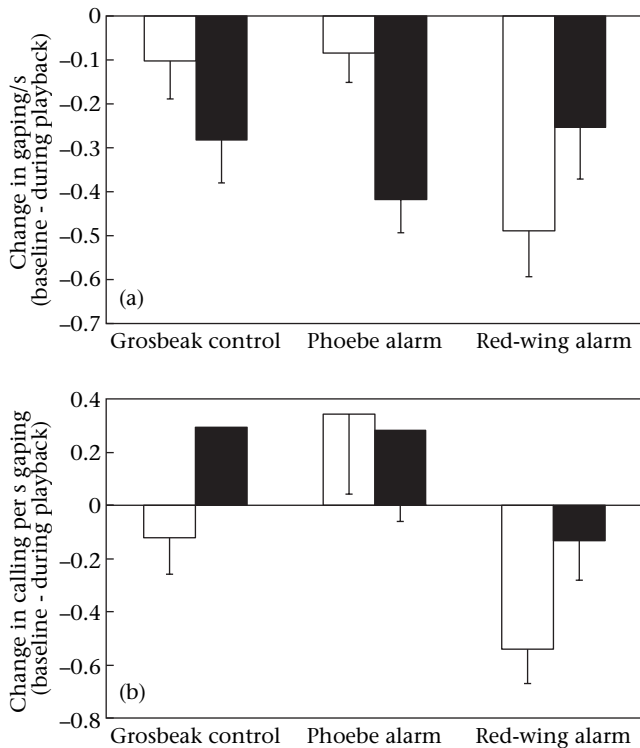 Change in gaping/s
(baseline - during playback)
0
–0.1
–0.2
–0.3
–0.4
–0.5
–0.6
–0.7
(a)
Grosbeak control Phoebe alarm Red-wing alarm
Change in calling per s gaping
(baseline - during playback)
0.4
0.2
0
–0.2
–0.4
–0.6
–0.8
(b)
Grosbeak control Phoebe alarm Red-wing alarm